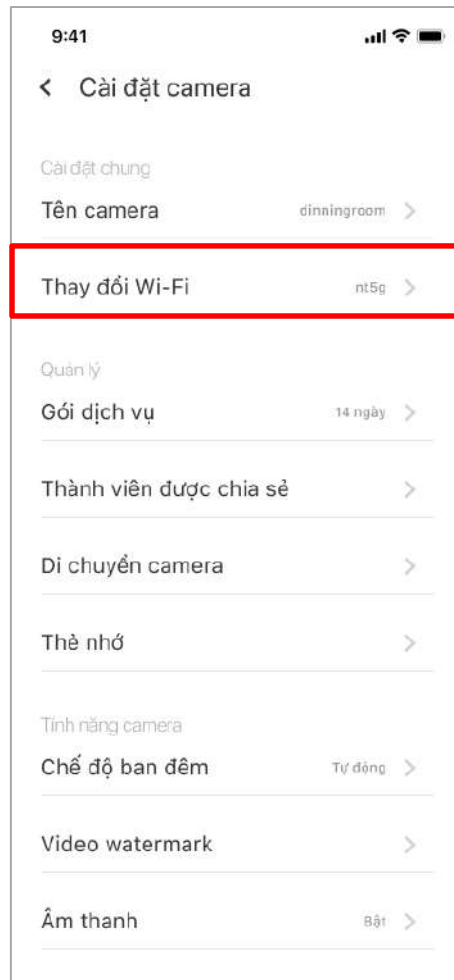 9:41
Cài đặt camera
Cài đặt chung
Tên camera dinningroom
Thay đổi Wi-Fi nt5g
Quản lý
Gói dịch vụ 14 ngày
Thành viên được chia sẻ
Di chuyển camera
Thẻ nhớ
Tính năng camera
Chế độ ban đêm Tự động
Video watermark
Âm thanh Bật